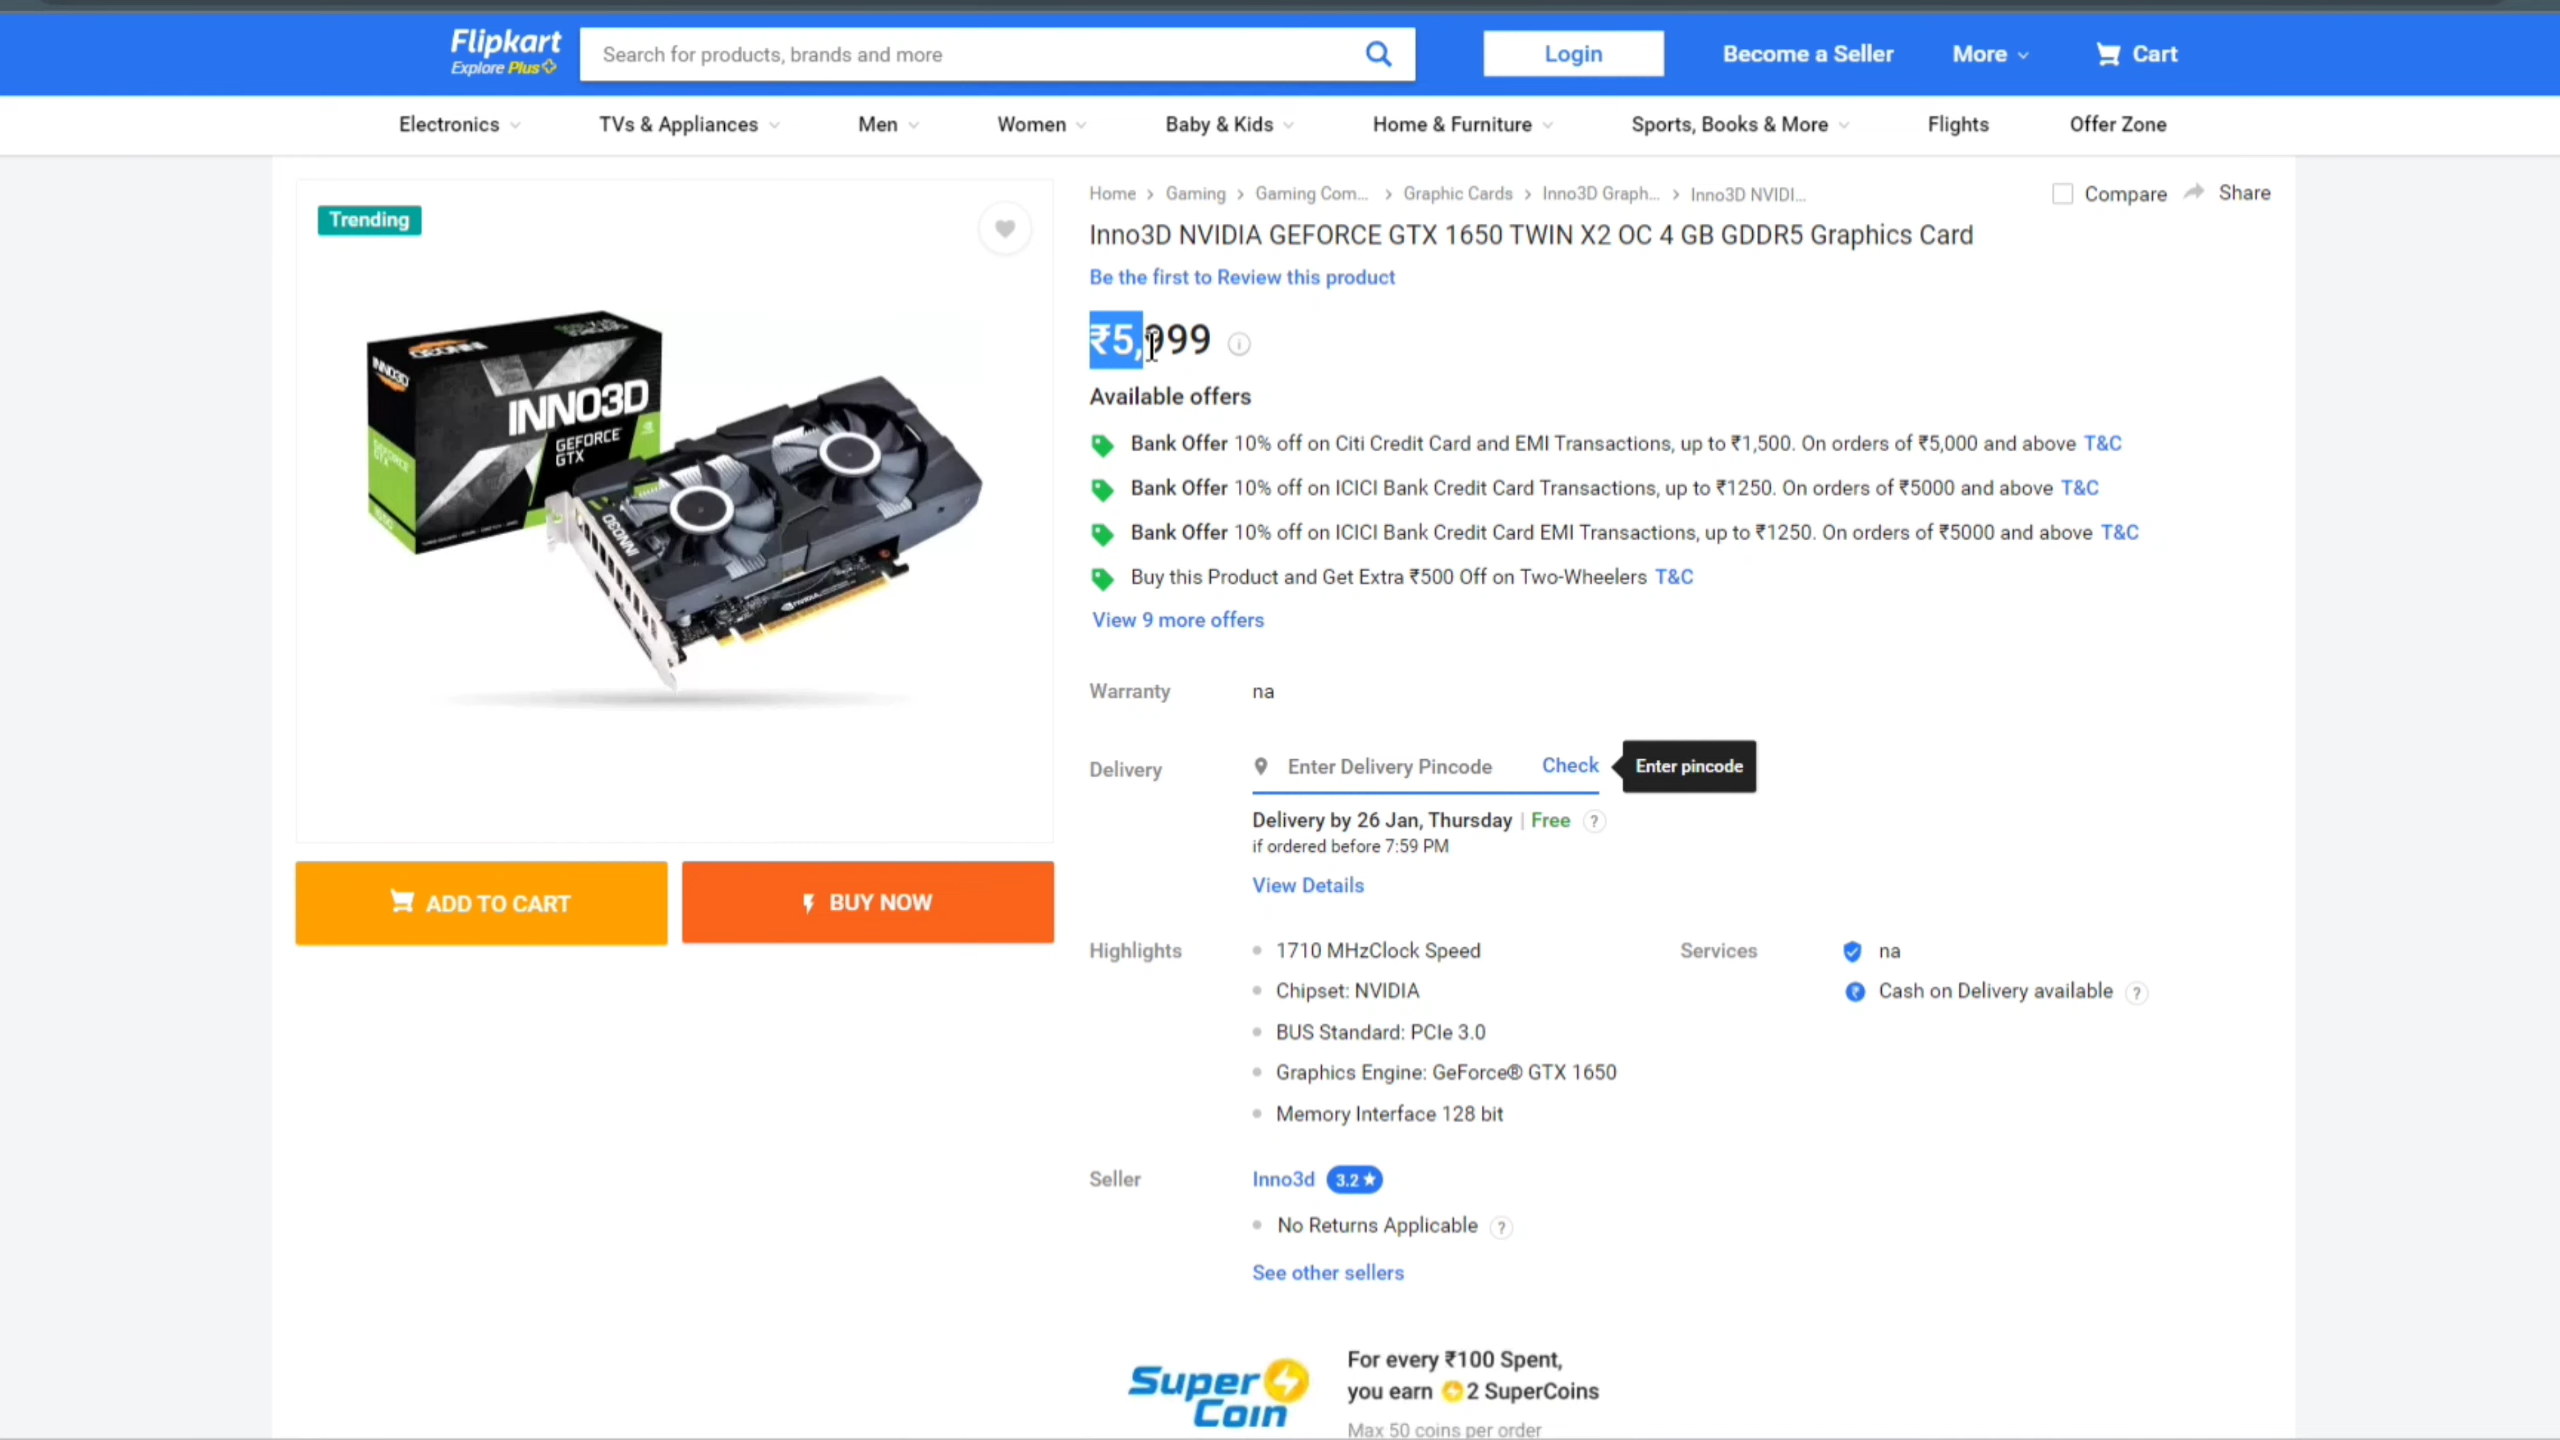 Flipkart
Explore Plus
Search for products, brands and more
Login
Become a Seller
More
Cart
Electronics
TVs & Appliances
Men
Women
Baby & Kids
Home & Furniture
Sports, Books & More
Flights
Offer Zone
Trending
INNO3D
INNO3D
GEFORCE
GTX
GEFORCE
GTX
INNO3D
NVIDIA
ADD TO CART
BUY NOW
Home > Gaming > Gaming Com... > Graphic Cards > Inno3D Graph... > Inno3D NVIDI...
Compare
Share
Inno3D NVIDIA GEFORCE GTX 1650 TWIN X2 OC 4 GB GDDR5 Graphics Card
Be the first to Review this product
₹5,999
Available offers
Bank Offer 10% off on Citi Credit Card and EMI Transactions, up to ₹1,500. On orders of ₹5,000 and above T&C
Bank Offer 10% off on ICICI Bank Credit Card Transactions, up to ₹1250. On orders of ₹5000 and above T&C
Bank Offer 10% off on ICICI Bank Credit Card EMI Transactions, up to ₹1250. On orders of ₹5000 and above T&C
Buy this Product and Get Extra ₹500 Off on Two-Wheelers T&C
View 9 more offers
Warranty
na
Delivery
Enter Delivery Pincode
Check
Enter pincode
Delivery by 26 Jan, Thursday | Free ?
if ordered before 7:59 PM
View Details
Highlights
1710 MHzClock Speed
Chipset: NVIDIA
BUS Standard: PCIe 3.0
Graphics Engine: GeForce® GTX 1650
Memory Interface 128 bit
Services
na
Cash on Delivery available ?
Seller
Inno3d 3.2★
No Returns Applicable ?
See other sellers
Super Coin
For every ₹100 Spent,
you earn 2 SuperCoins
Max 50 coins per order